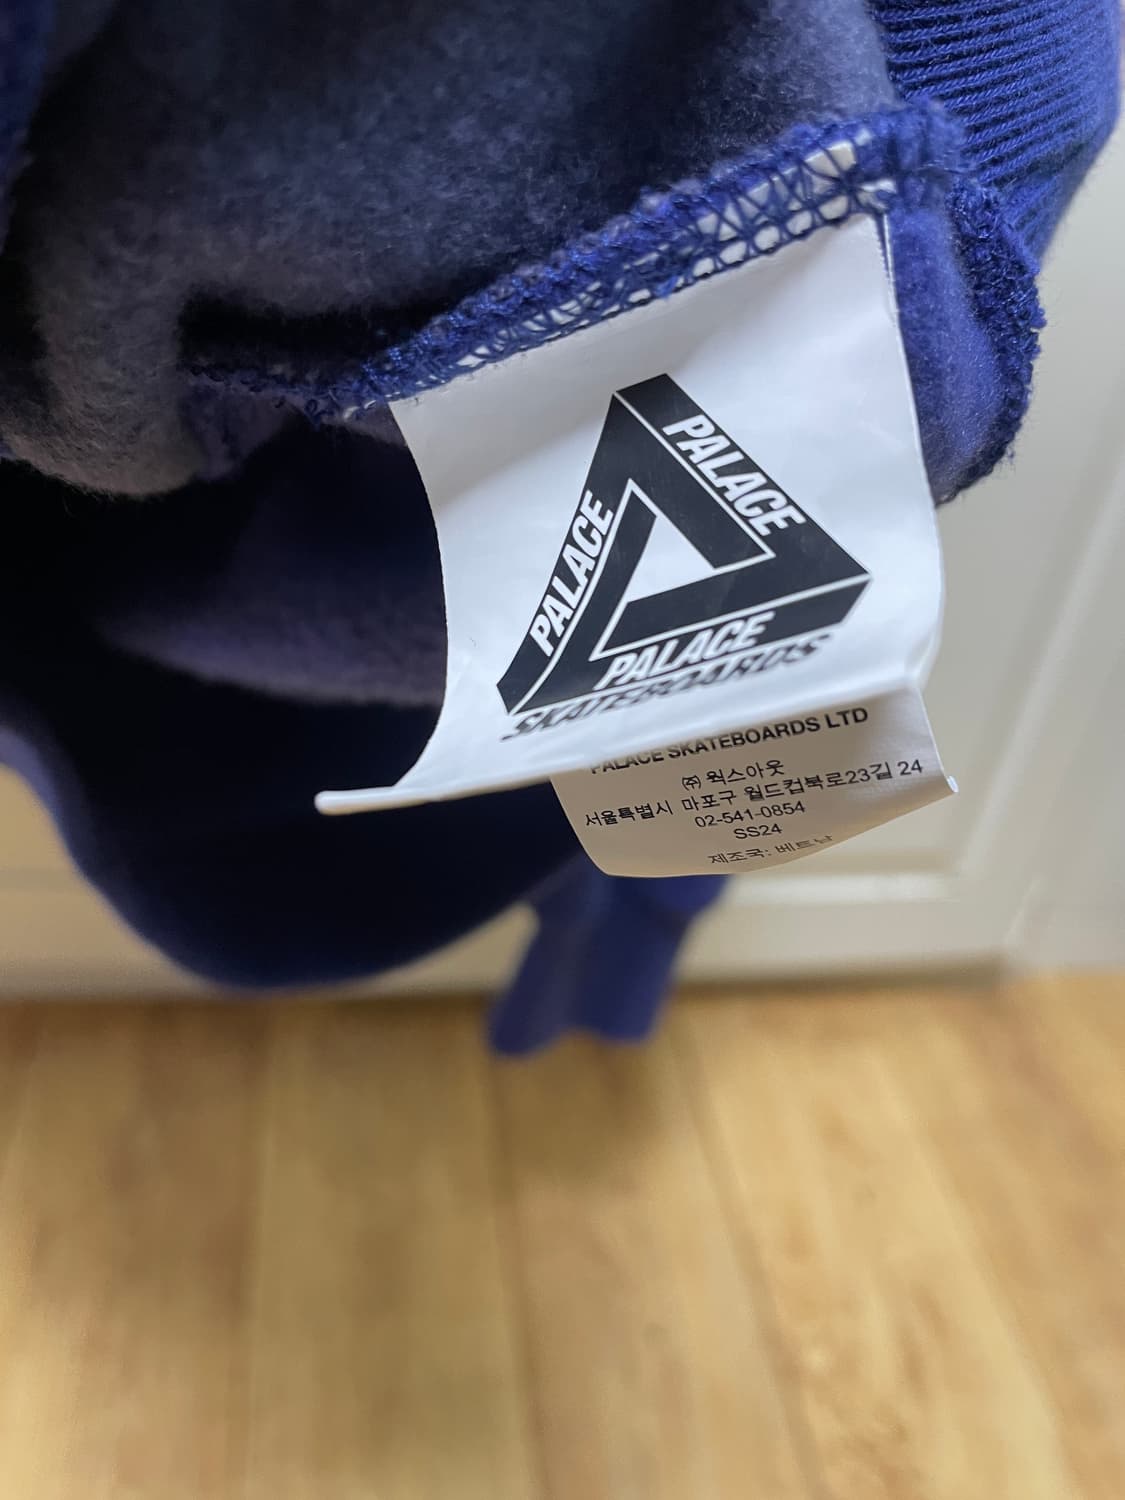 PALACE
PALACE
PALACE
SKATEBOARDS
PALACE SKATEBOARDS LTD
㈜ 웍스아웃
서울특별시 마포구 월드컵북로23길 24
02-541-0854
SS24
제조국: 베트남